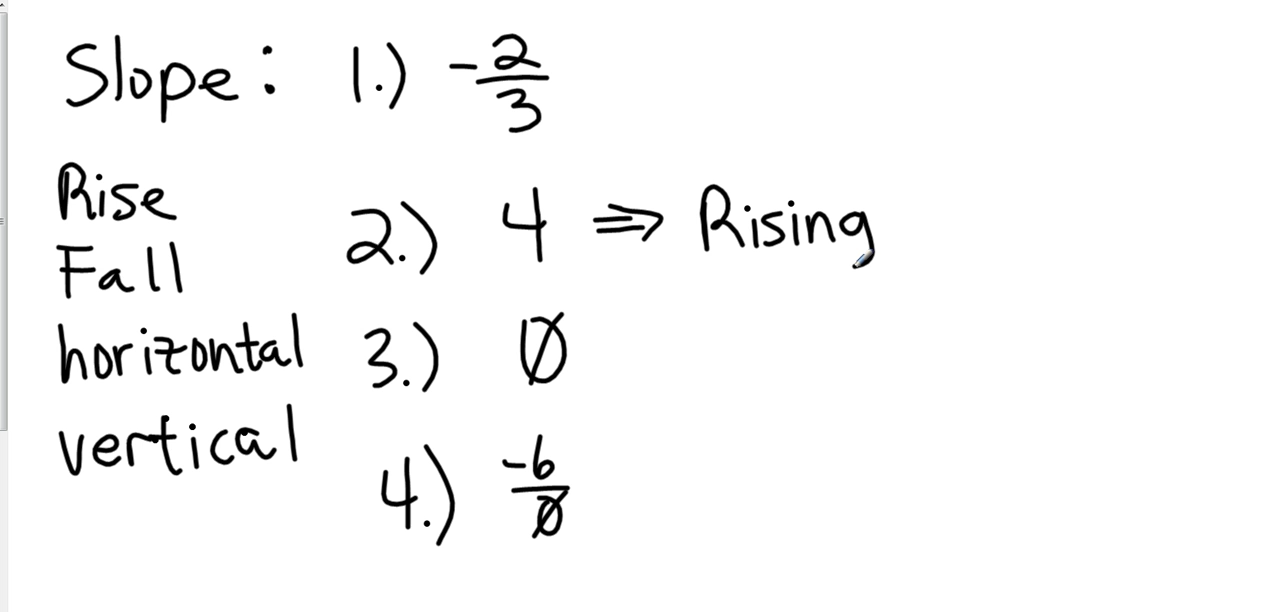 Slope: 1.) -2/3
Rise
Fall
horizontal
vertical
2.) 4 ⇒ Rising
3.) 0
4.) -6/0